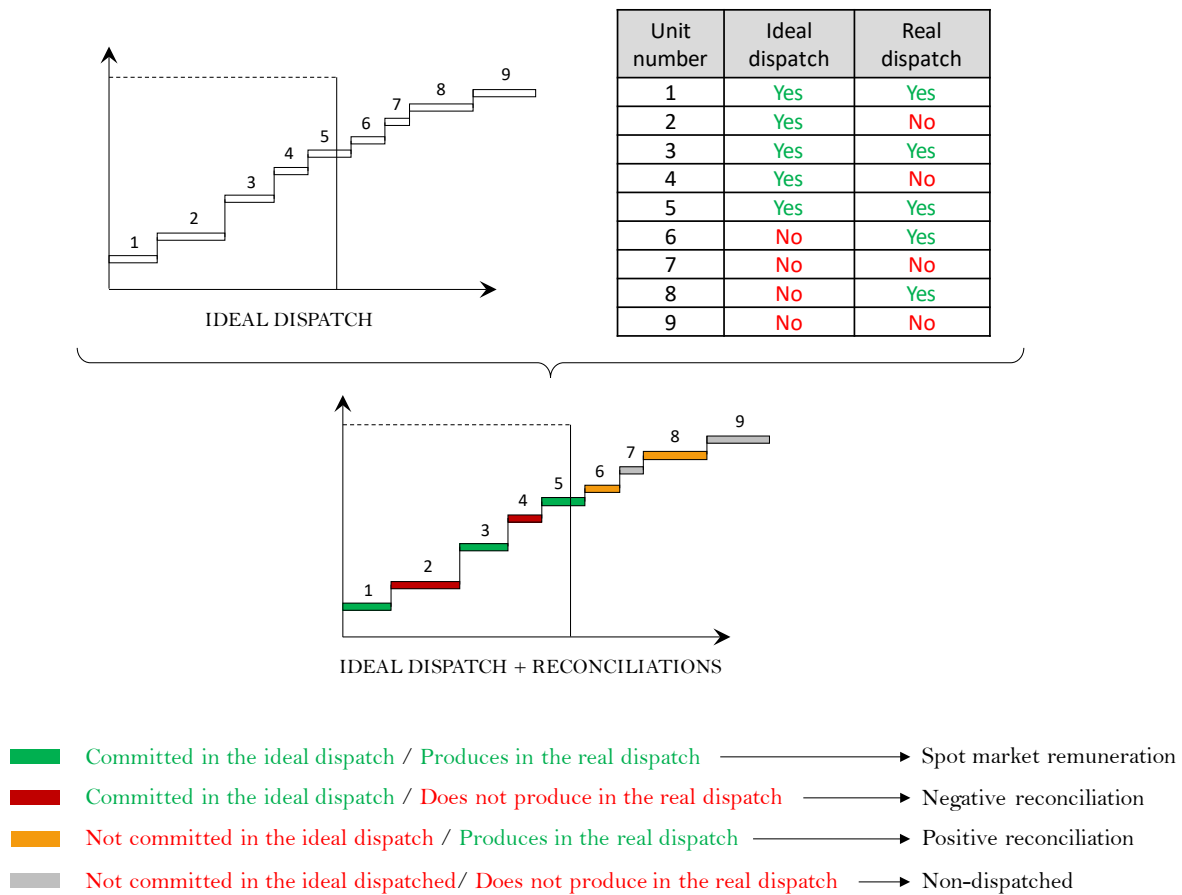 1
2
3
4
5
6
7
8
9
IDEAL DISPATCH
Unit number Ideal dispatch Real dispatch
1 Yes Yes
2 Yes No
3 Yes Yes
4 Yes No
5 Yes Yes
6 No Yes
7 No No
8 No Yes
9 No No
1
2
3
4
5
6
7
8
9
IDEAL DISPATCH + RECONCILIATIONS
Committed in the ideal dispatch / Produces in the real dispatch Spot market remuneration
Committed in the ideal dispatch / Does not produce in the real dispatch Negative reconciliation
Not committed in the ideal dispatch / Produces in the real dispatch Positive reconciliation
Not committed in the ideal dispatched/ Does not produce in the real dispatch Non-dispatched